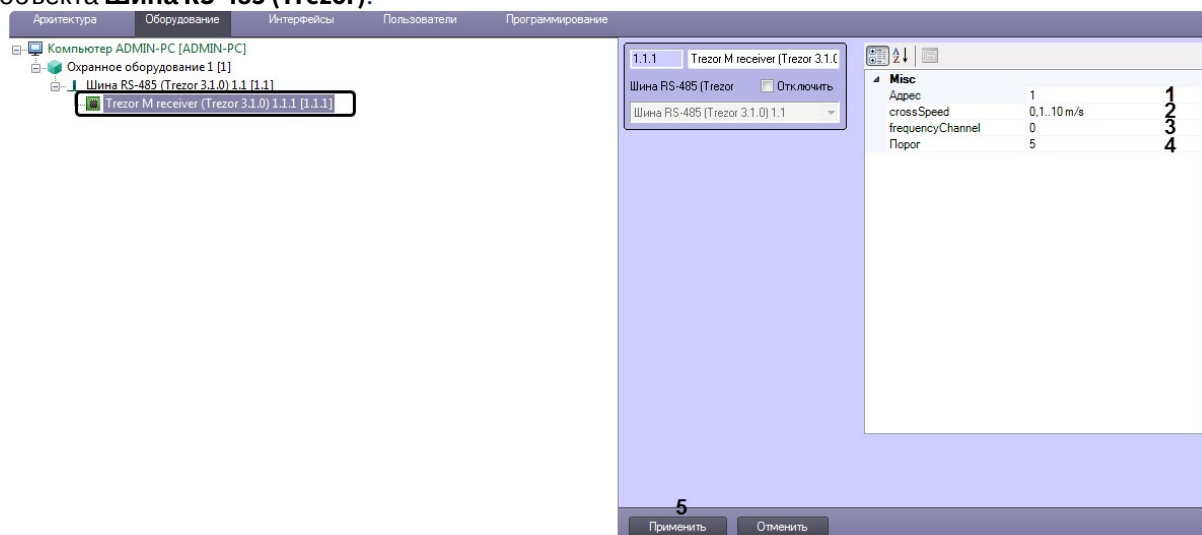 объекта Шина RS-485 (Trezor).
Архитектура Оборудование Интерфейсы Пользователи Программирование
Компьютер ADMIN-PC [ADMIN-PC]
Охранное оборудование 1 [1]
Шина RS-485 (Trezor 3.1.0) 1.1 [1.1]
Trezor M receiver (Trezor 3.1.0) 1.1.1 [1.1.1]
1.1.1 Trezor M receiver (Trezor 3.1.0
Шина RS-485 (Trezor Отключить
Шина RS-485 (Trezor 3.1.0) 1.1
Misc
Адрес 1 1
crossSpeed 0,1..10 m/s 2
frequencyChannel 0 3
Порог 5 4
5
Применить Отменить